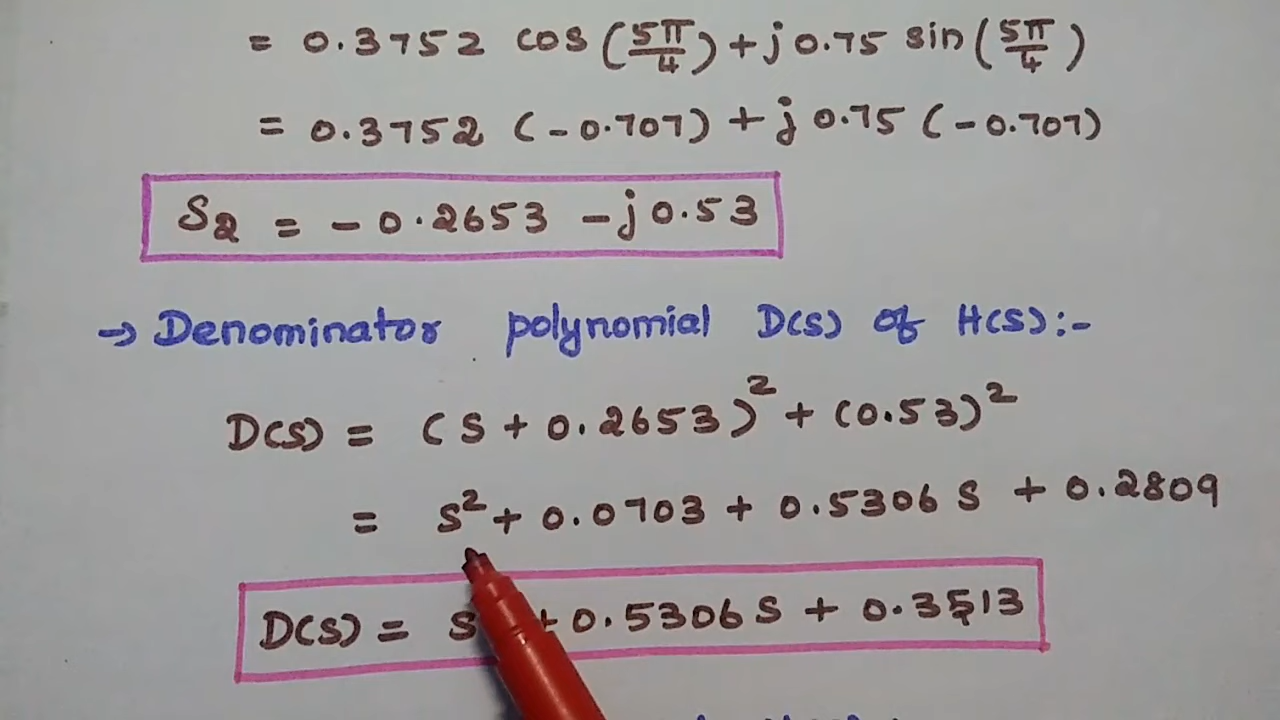 = 0.3752 cos (5π/4) + j 0.75 sin (5π/4)
= 0.3752 (-0.707) + j 0.75 (-0.707)
S₂ = -0.2653 - j 0.53
→ Denominator polynomial D(s) of H(s):-
D(s) = (s + 0.2653)² + (0.53)²
= s² + 0.0703 + 0.5306 s + 0.2809
D(s) = s + 0.5306 s + 0.3513